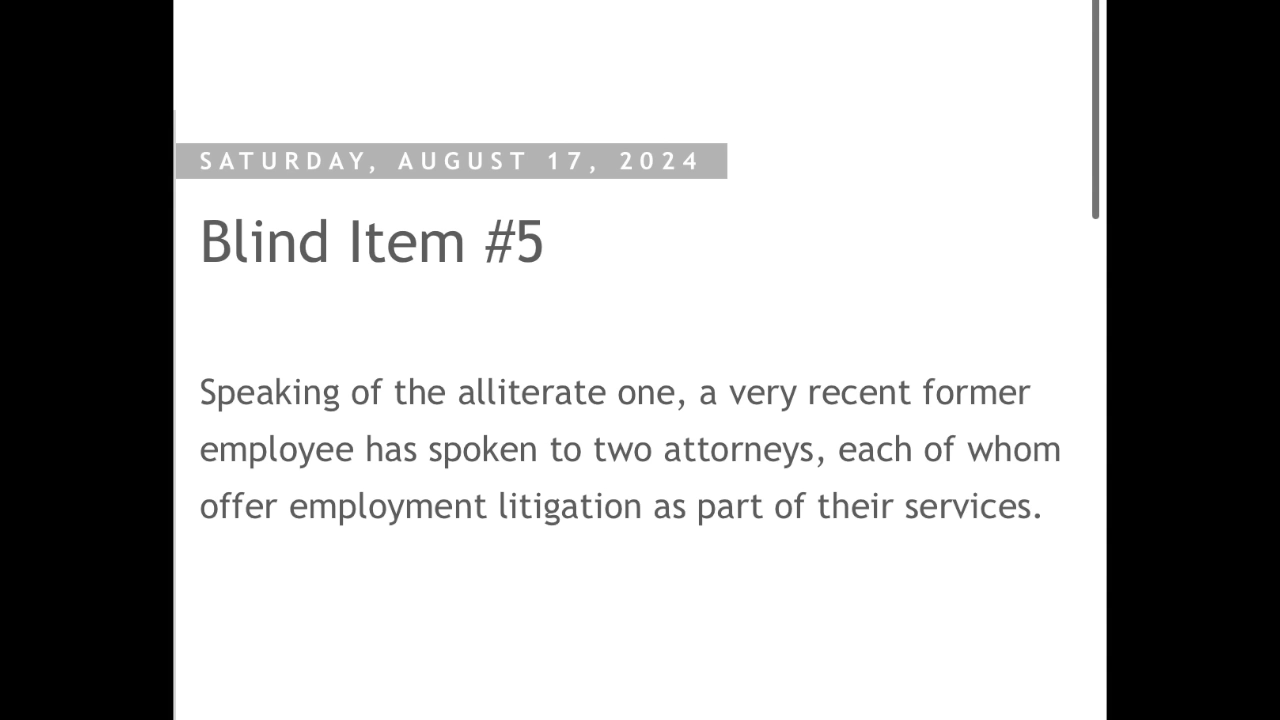 SATURDAY, AUGUST 17, 2024
Blind Item #5
Speaking of the alliterate one, a very recent former
employee has spoken to two attorneys, each of whom
offer employment litigation as part of their services.